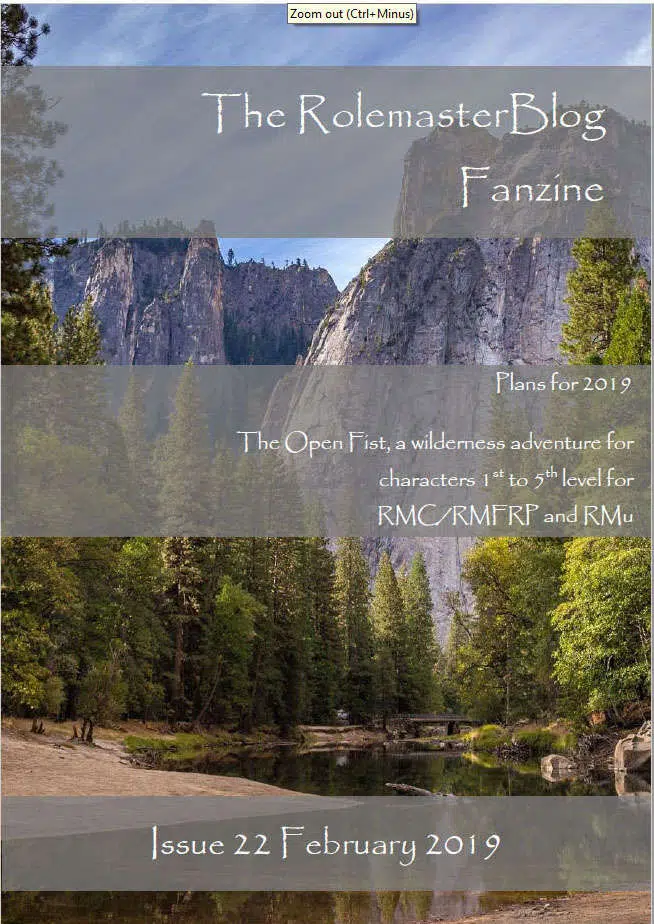 Zoom out (Ctrl+Minus)
The RolemasterBlog
Fanzine
Plans for 2019
The Open Fist, a wilderness adventure for
characters 1st to 5th level for
RMC/RMFRP and RMu
Issue 22 February 2019